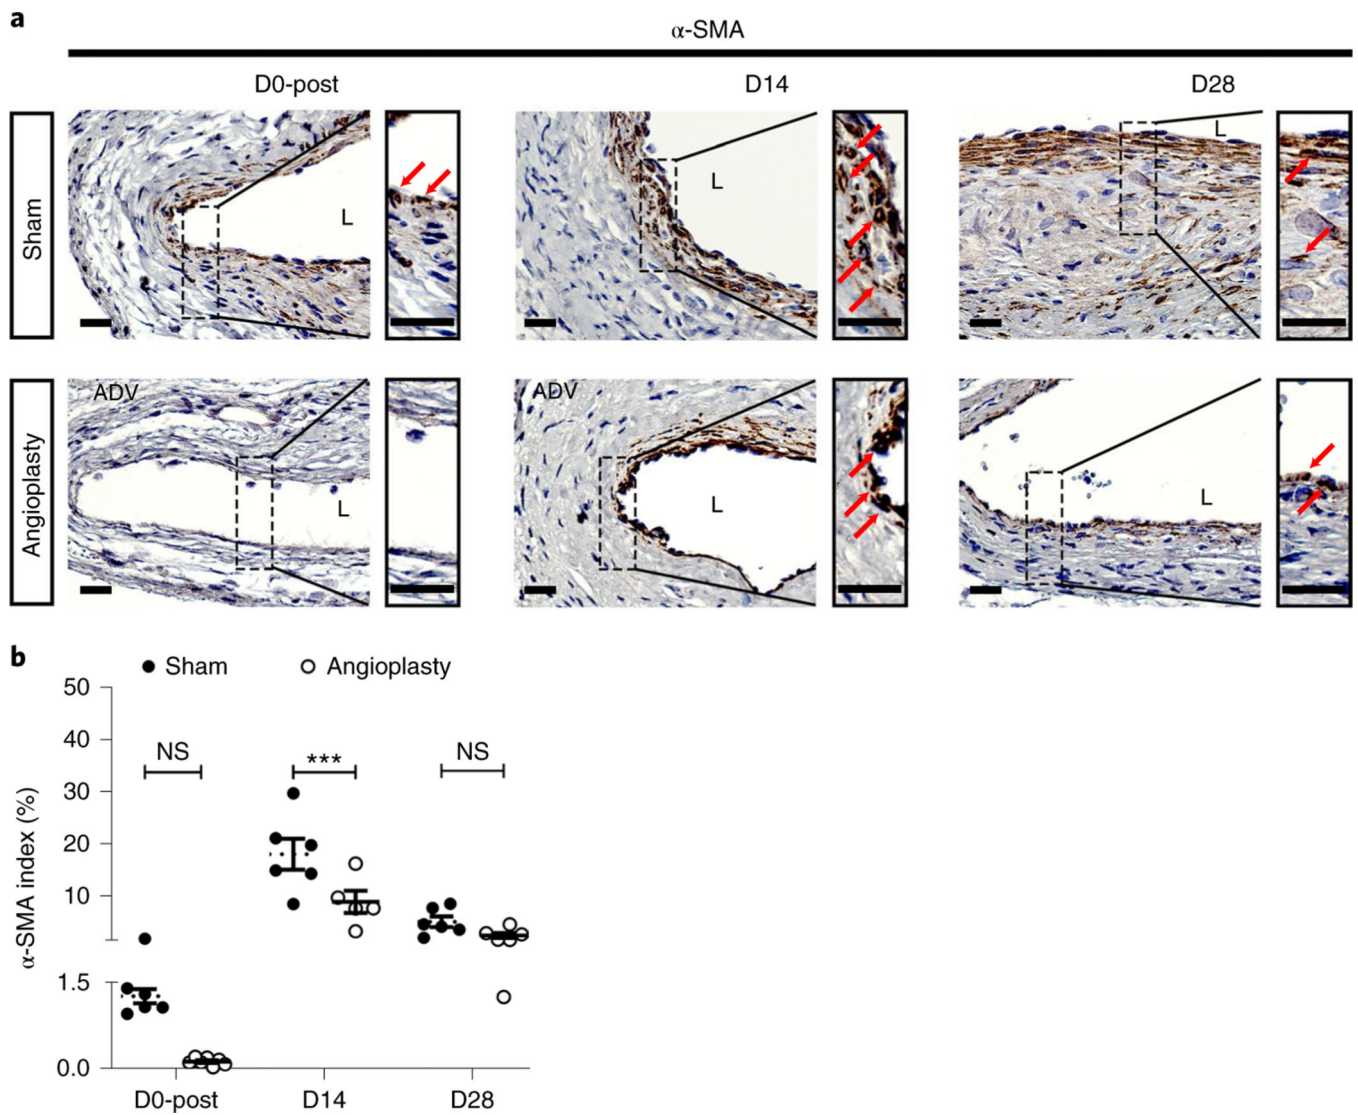 a
α-SMA
D0-post D14 D28
Sham
L
L
L
Angioplasty
ADV
L
ADV
L
L
b
Sham Angioplasty
α-SMA index (%)
50
40
30
20
10
1.5
0.0
NS
***
NS
D0-post D14 D28